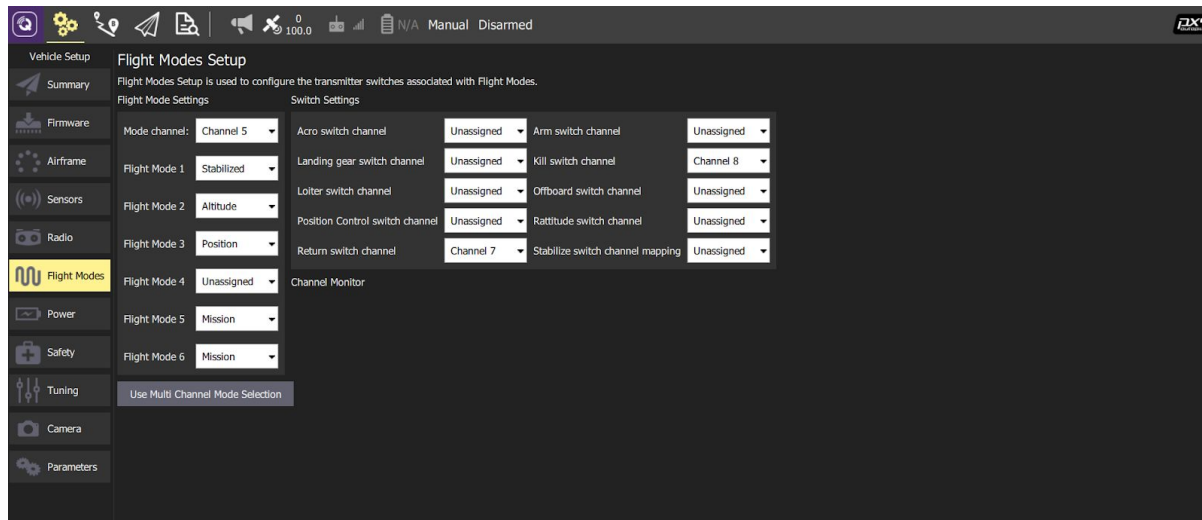 0
100.0
N/A Manual Disarmed
px4
Vehicle Setup
Summary
Firmware
Airframe
Sensors
Radio
Flight Modes
Power
Safety
Tuning
Camera
Parameters
Flight Modes Setup
Flight Modes Setup is used to configure the transmitter switches associated with Flight Modes.
Flight Mode Settings
Mode channel: Channel 5
Flight Mode 1 Stabilized
Flight Mode 2 Altitude
Flight Mode 3 Position
Flight Mode 4 Unassigned
Flight Mode 5 Mission
Flight Mode 6 Mission
Use Multi Channel Mode Selection
Switch Settings
Acro switch channel Unassigned Arm switch channel Unassigned
Landing gear switch channel Unassigned Kill switch channel Channel 8
Loiter switch channel Unassigned Offboard switch channel Unassigned
Position Control switch channel Unassigned Rattitude switch channel Unassigned
Return switch channel Channel 7 Stabilize switch channel mapping Unassigned
Channel Monitor